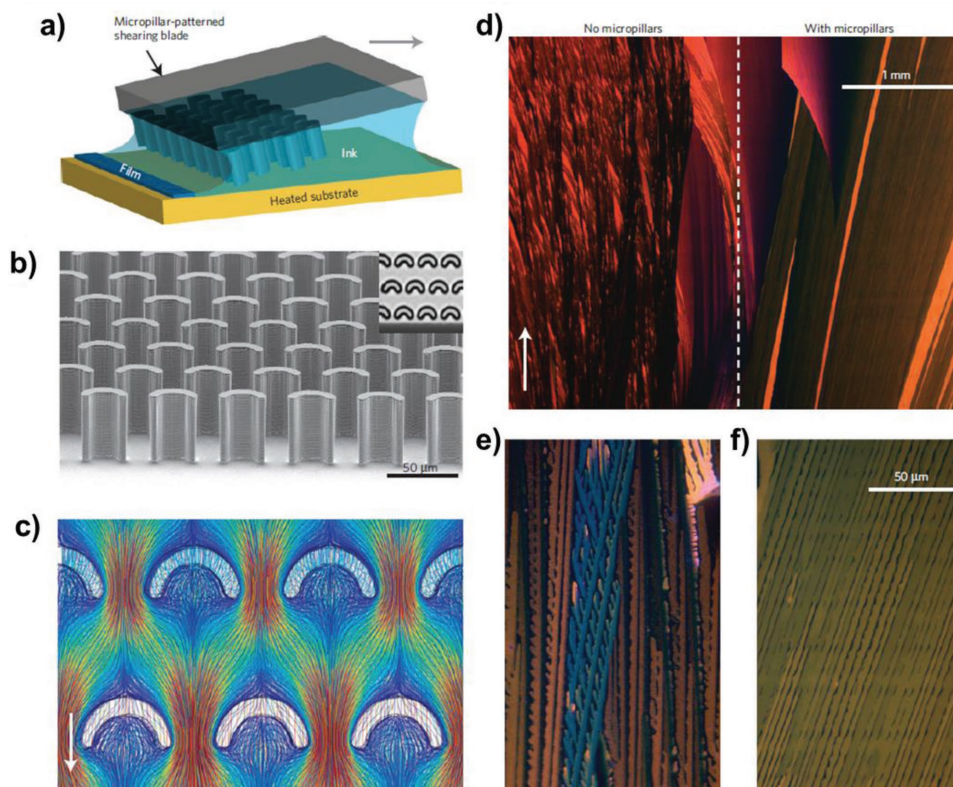 a)
Micropillar-patterned
shearing blade
Film
Ink
Heated substrate
b)
50 μm
c)
d)
No micropillars
With micropillars
1 mm
e)
f)
50 μm